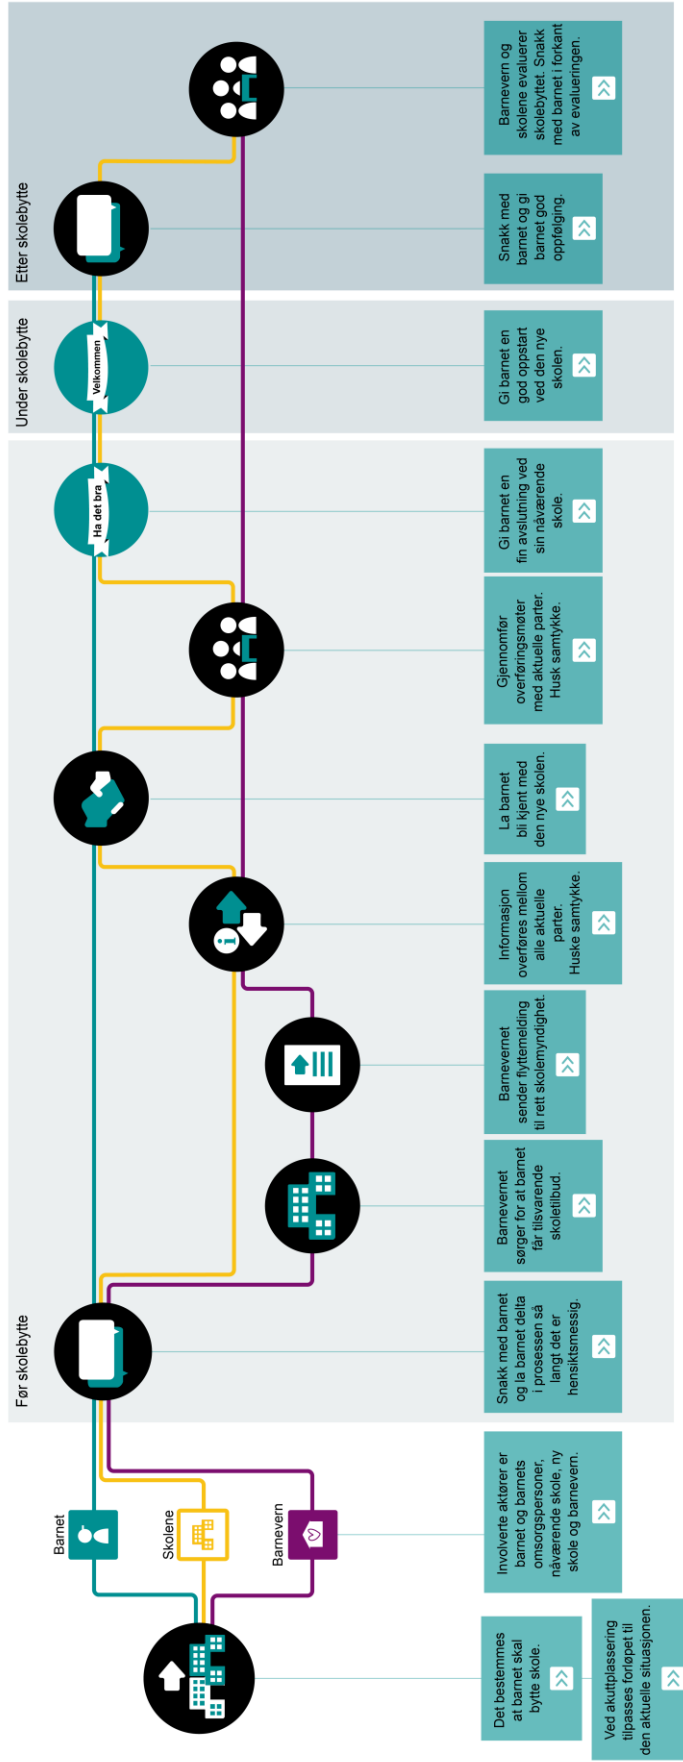 Det bestemmes
at barnet skal
bytte skole.
Ved akuttplassering
tilpasses forløpet til
den aktuelle situasjonen.
Barnet
Skolene
Barnevern
Involverte aktører er
barnet og barnets
omsorgspersoner,
nåværende skole, ny
skole og barnevern.
Før skolebytte
Snakk med barnet
og la barnet delta
i prosessen så
langt det er
hensiktsmessig.
Barnevernet
sørger for at barnet
får tilsvarende
skoletilbud.
Barnevernet
sender flyttemelding
til rett skolemyndighet.
i
Informasjon
overføres mellom
alle aktuelle
parter.
Huske samtykke.
La barnet
bli kjent med
den nye skolen.
Gjennomfør
overføringsmøter
med aktuelle parter.
Husk samtykke.
Ha det bra
Gi barnet en
fin avslutning ved
sin nåværende
skole.
Under skolebytte
Velkommen
Gi barnet en
god oppstart
ved den nye
skolen.
Etter skolebytte
Snakk med
barnet og gi
barnet god
oppfølging.
Barnevern og
skolene evaluerer
skolebyttet. Snakk
med barnet i forkant
av evalueringen.